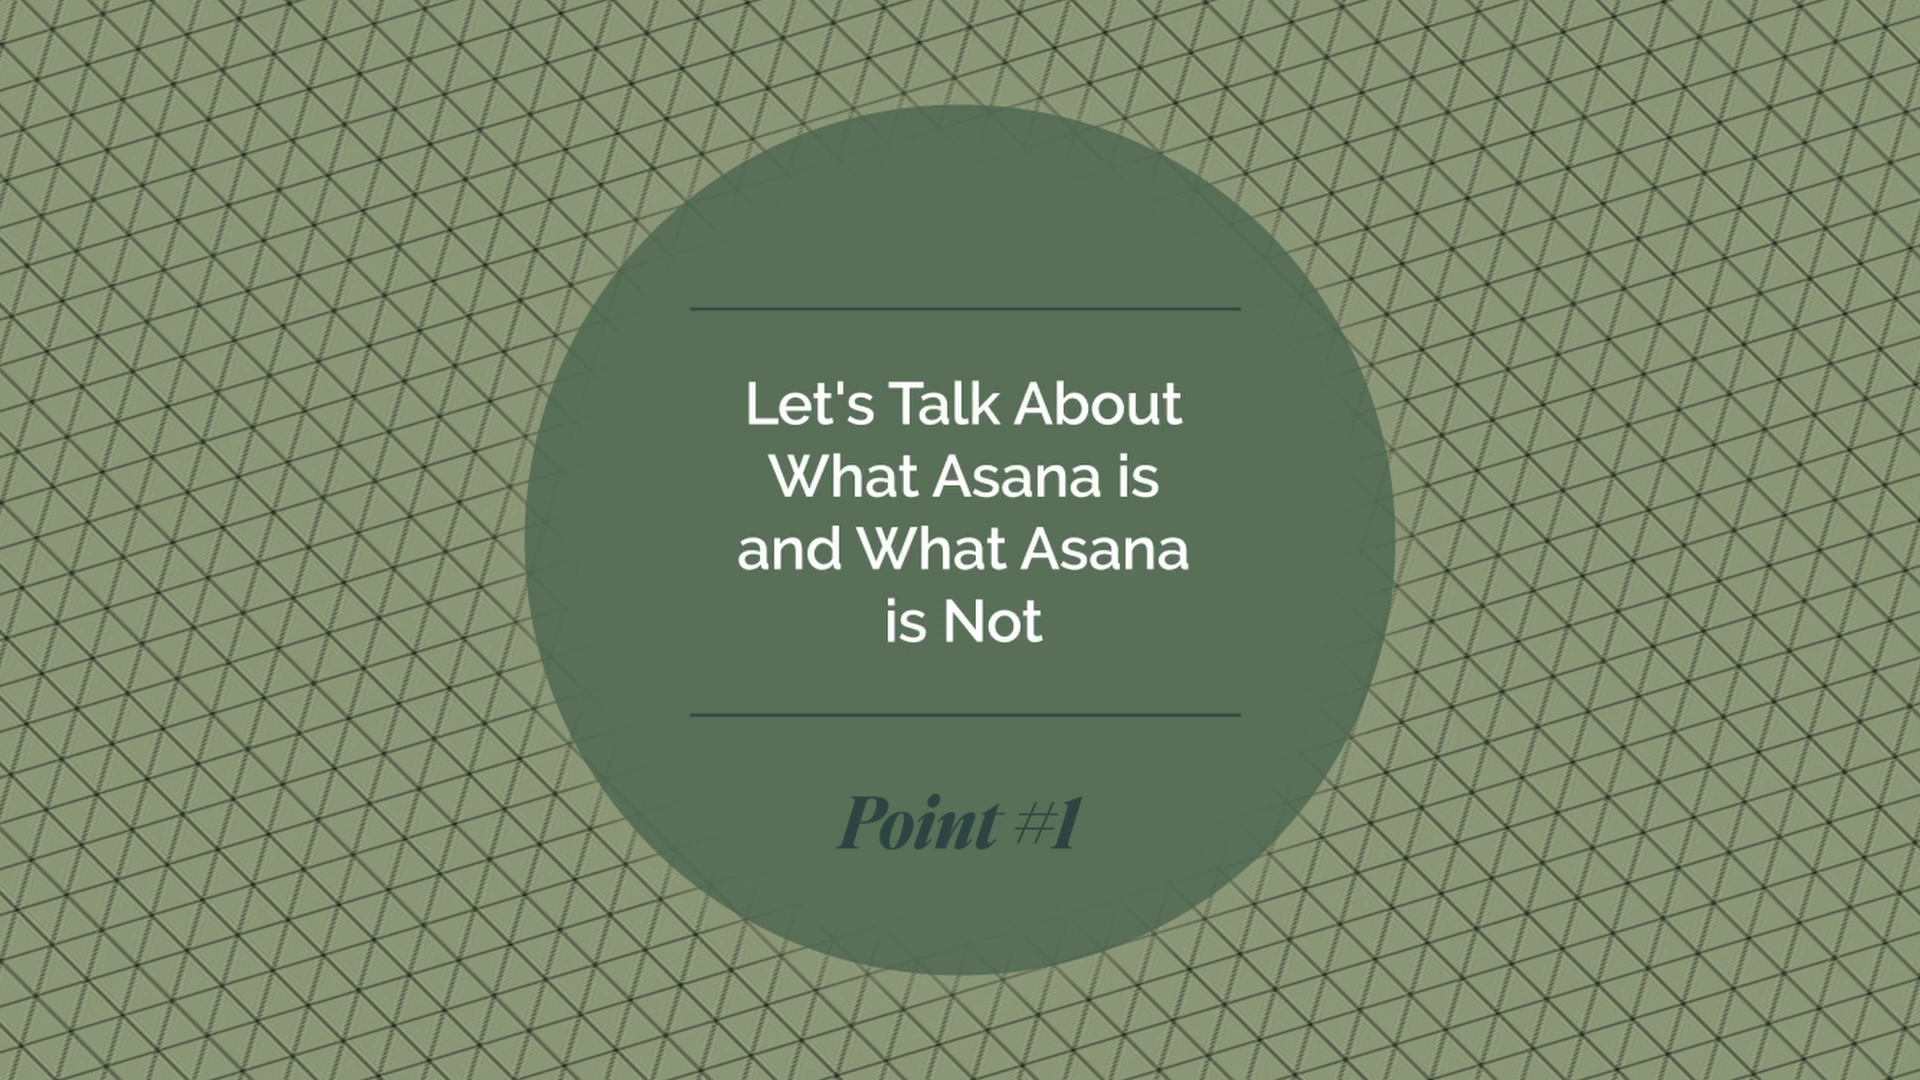 Let's Talk About
What Asana is
and What Asana
is Not
Point #1